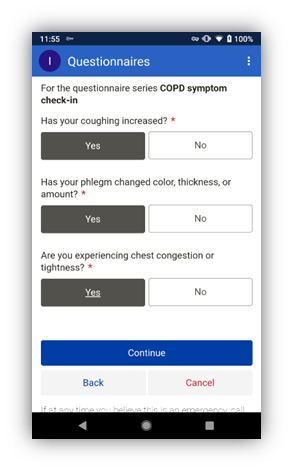 11:55 100%
I Questionnaires
For the questionnaire series COPD symptom
check-in
Has your coughing increased? *
Yes No
Has your phlegm changed color, thickness, or
amount? *
Yes No
Are you experiencing chest congestion or
tightness? *
Yes No
Continue
Back Cancel
If at any time you believe this is an emergency, call